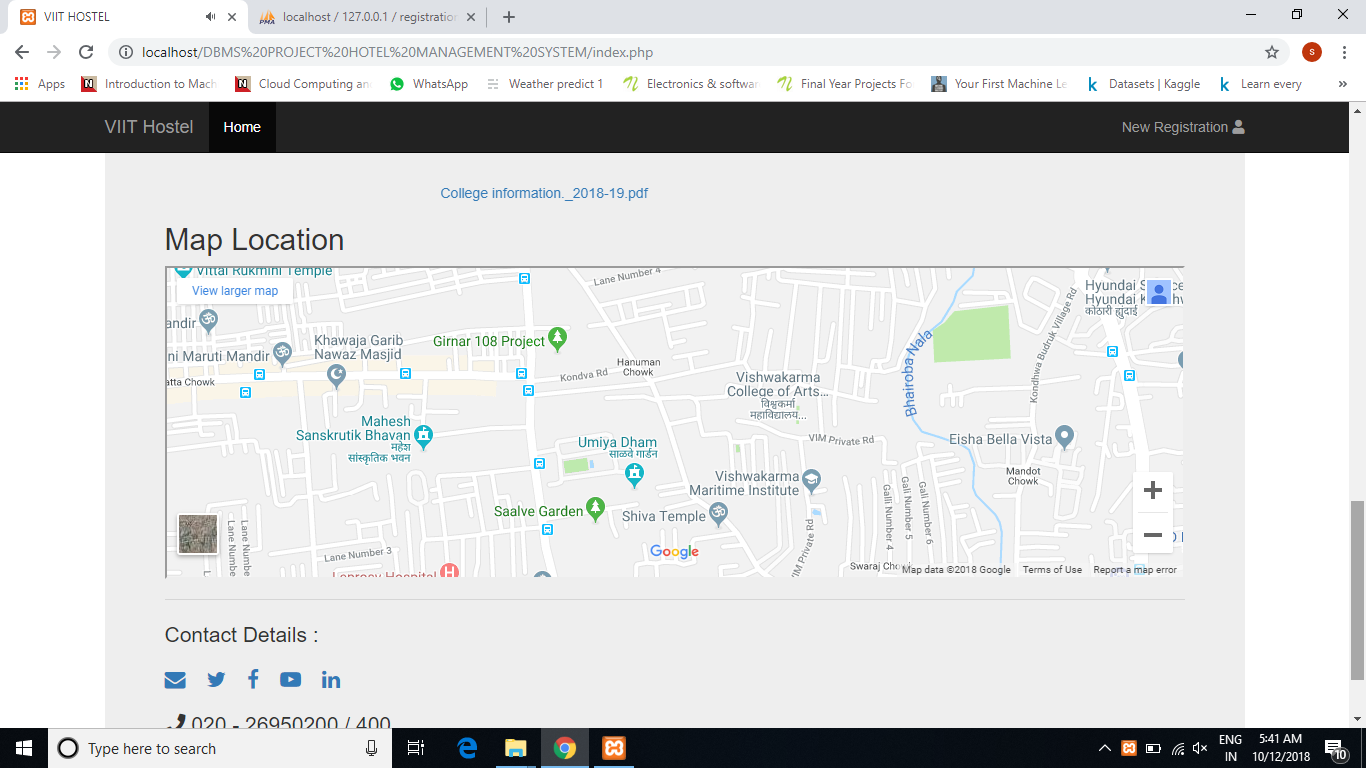 VIIT HOSTEL
localhost / 127.0.0.1 / registration
localhost/DBMS%20PROJECT%20HOTEL%20MANAGEMENT%20SYSTEM/index.php
S
Apps
Introduction to Mach
Cloud Computing an
WhatsApp
Weather predict 1
Electronics & softwar
Final Year Projects Fo
Your First Machine Le
Datasets | Kaggle
Learn every
»
VIIT Hostel
Home
New Registration
College information._2018-19.pdf
Map Location
Vittal Rukmini Temple
View larger map
Lane Number 4
Hyundai
Hyundai
कोठारी ह्युंदाई
andir
Khawaja Garib
Nawaz Masjid
Girnar 108 Project
ni Maruti Mandir
Hanuman
Chowk
Kondva Rd
atta Chowk
Vishwakarma
College of Arts...
विश्वकर्मा
महाविद्यालय...
Bhairoba Nala
Kondhwa Budruk Village Rd
Mahesh
Sanskrutik Bhavan
महेश
सांस्कृतिक भवन
Umiya Dham
साळवे गार्डन
VIM Private Rd
Eisha Bella Vista
Mandot
Chowk
Vishwakarma
Maritime Institute
Galli Number 4
Gali Number 5
Gali Number 6
Saalve Garden
Shiva Temple
VIM Private Rd
Lane Number
Lane Number
Lane Number 3
Google
Leprosy Hospital
Swaraj Cho
Map data ©2018 Google
Terms of Use
Report a map error
Contact Details :
020 - 26950200 / 400
Type here to search
ENG
IN
5:41 AM
10/12/2018
10